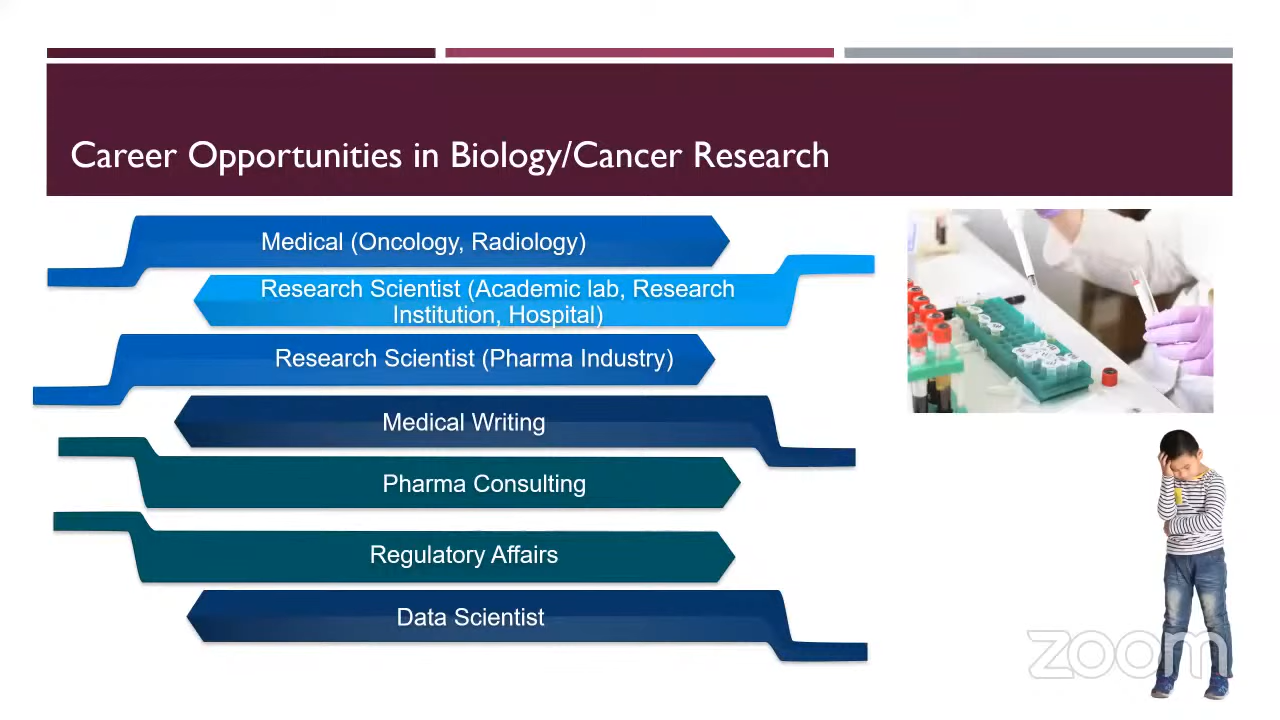 Career Opportunities in Biology/Cancer Research
Medical (Oncology, Radiology)
Research Scientist (Academic lab, Research
Institution, Hospital)
Research Scientist (Pharma Industry)
Medical Writing
Pharma Consulting
Regulatory Affairs
Data Scientist
zoom